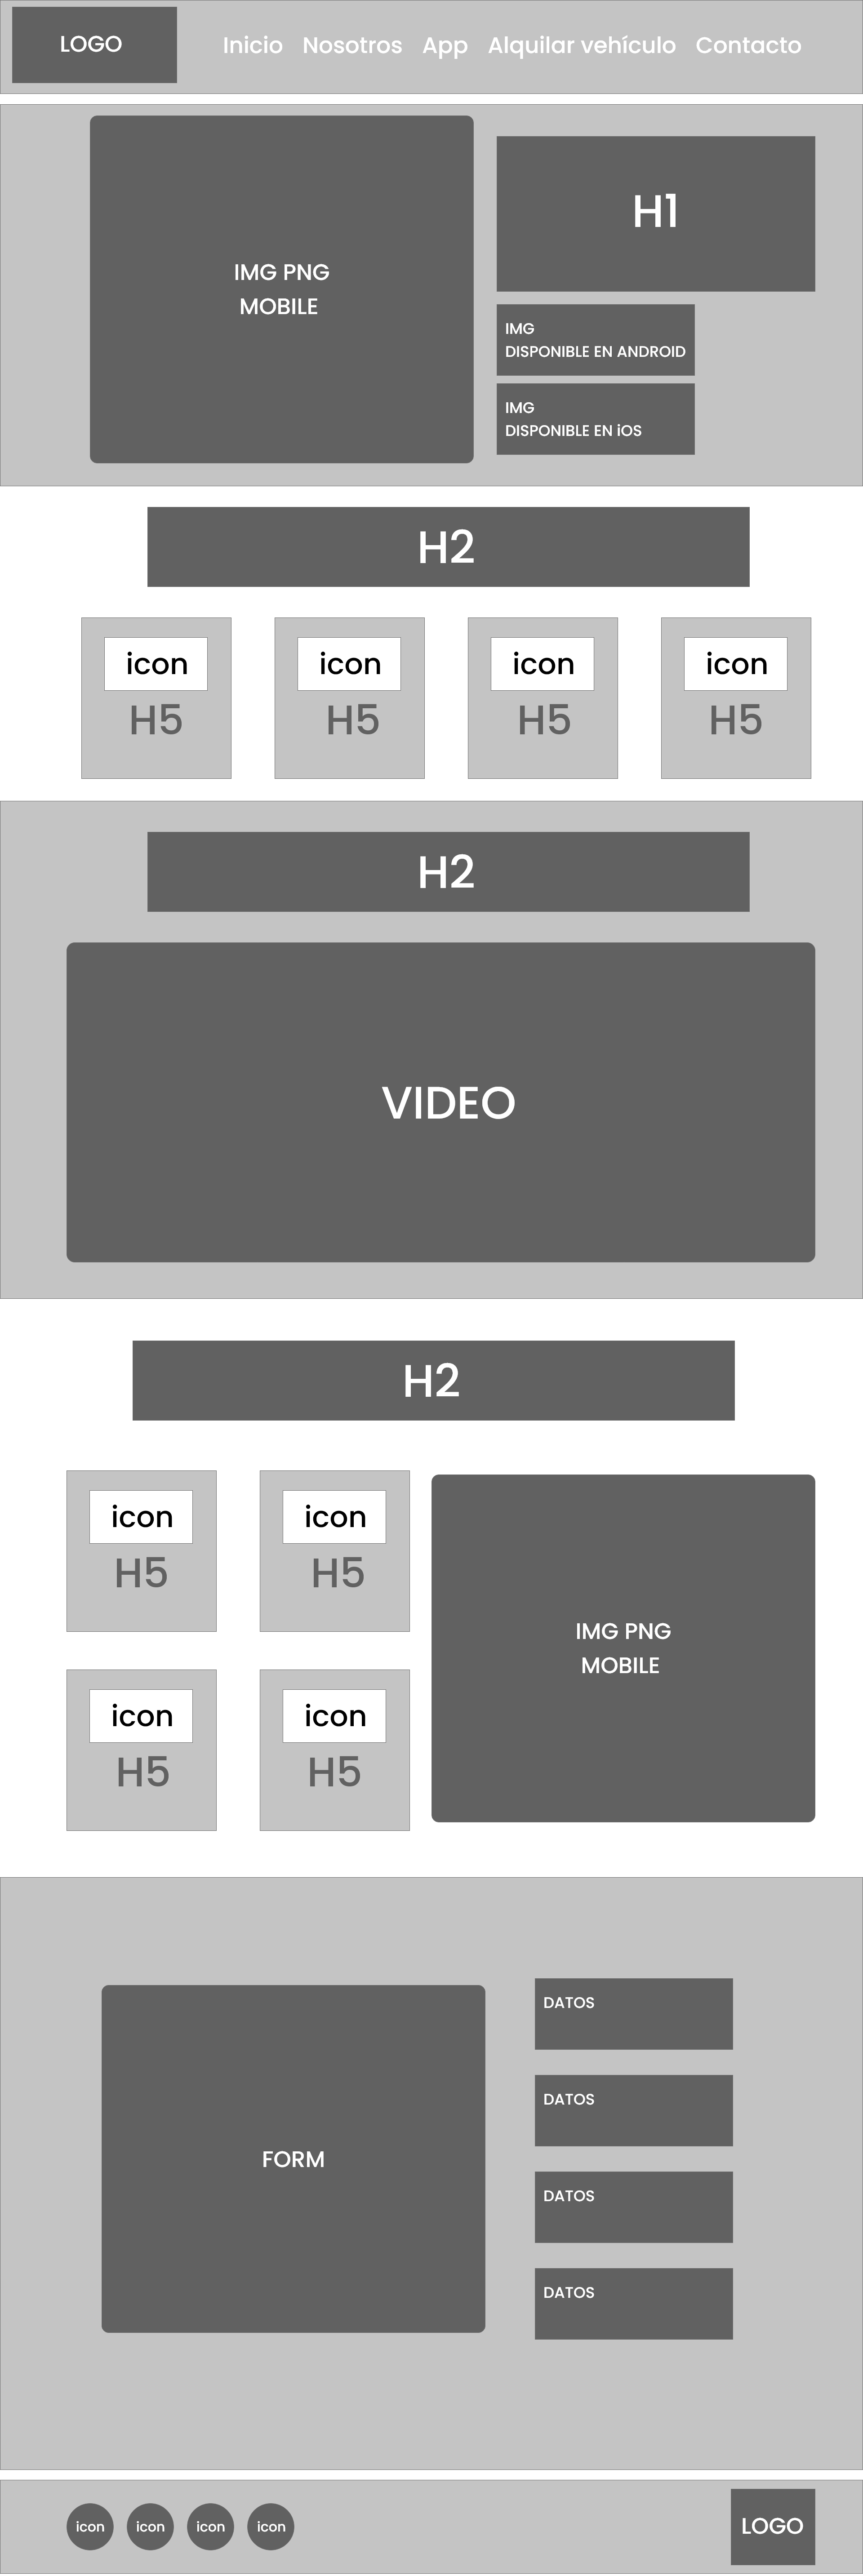 LOGO
Inicio Nosotros App Alquilar vehículo Contacto
IMG PNG
MOBILE
H1
IMG
DISPONIBLE EN ANDROID
IMG
DISPONIBLE EN iOS
H2
icon
H5
icon
H5
icon
H5
icon
H5
H2
VIDEO
H2
icon
H5
icon
H5
icon
H5
icon
H5
IMG PNG
MOBILE
FORM
DATOS
DATOS
DATOS
DATOS
icon icon icon icon
LOGO